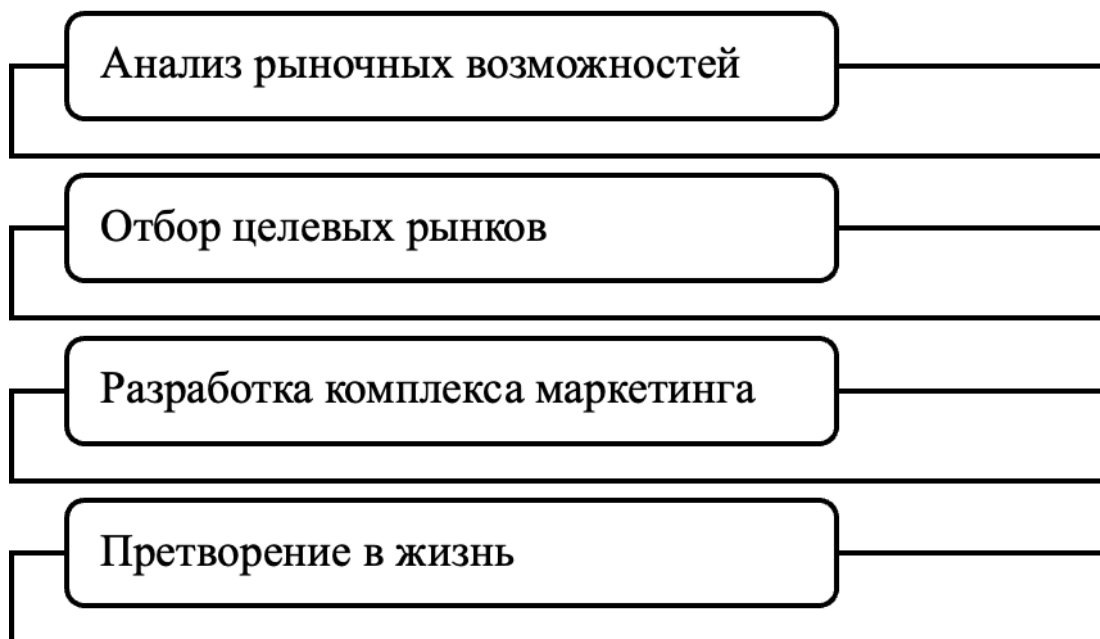 Анализ рыночных возможностей
Отбор целевых рынков
Разработка комплекса маркетинга
Претворение в жизнь